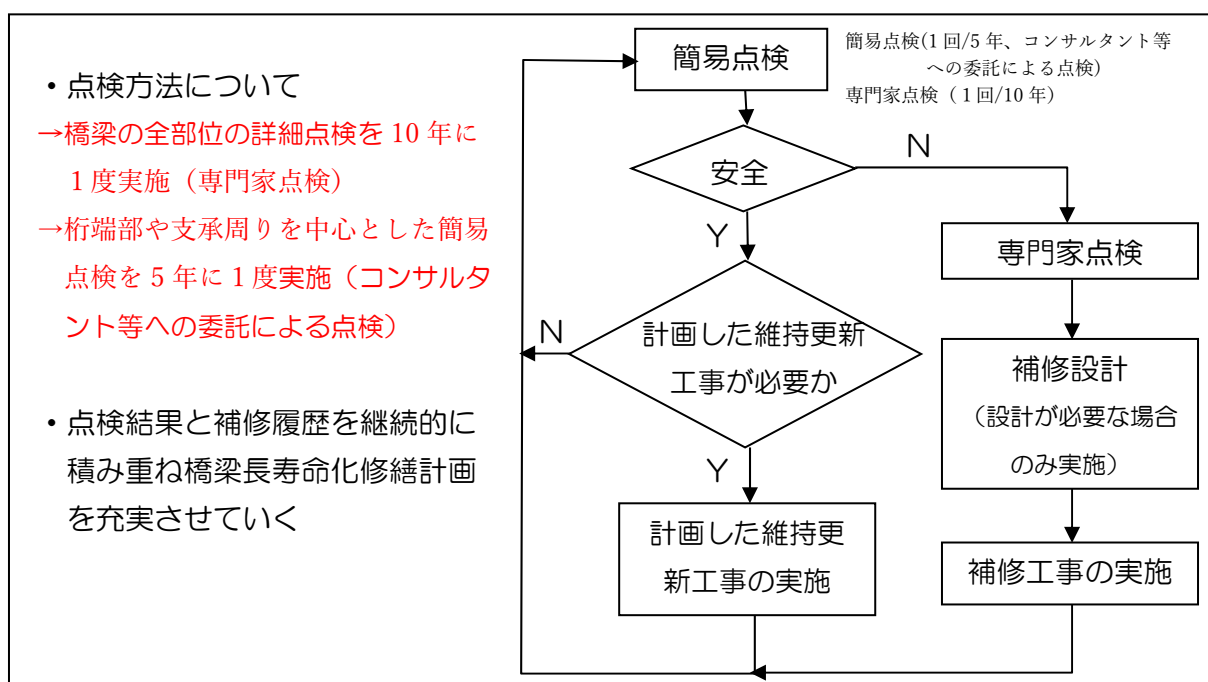 ・点検方法について
→橋梁の全部位の詳細点検を 10 年に
１度実施（専門家点検）
→桁端部や支承周りを中心とした簡易
点検を 5 年に 1 度実施（コンサルタ
ント等への委託による点検）
・点検結果と補修履歴を継続的に
積み重ね橋梁長寿命化修繕計画
を充実させていく
簡易点検
簡易点検(1 回/5 年、コンサルタント等
への委託による点検)
専門家点検（１回/10 年）
安全
N
Y
専門家点検
計画した維持更新
工事が必要か
N
Y
補修設計
（設計が必要な場合
のみ実施）
計画した維持更
新工事の実施
補修工事の実施